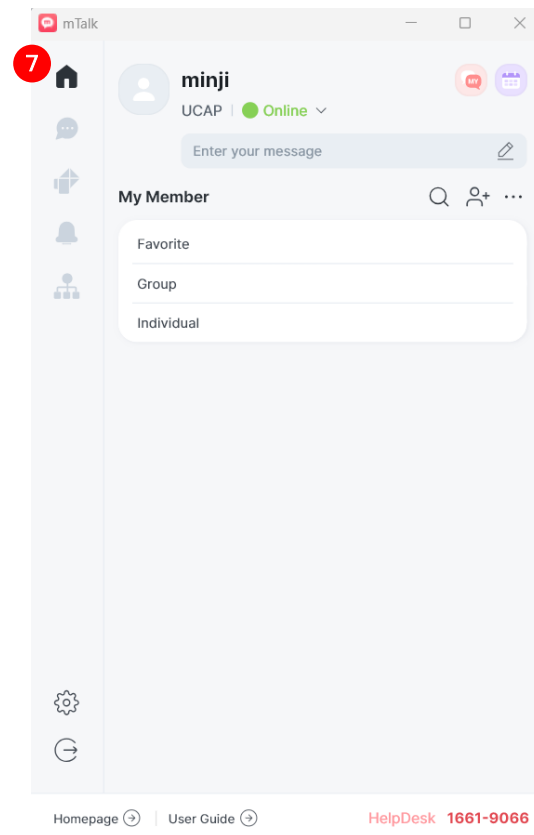 mTalk
7
minji
MY
UCAP | Online
Enter your message
My Member
Favorite
Group
Individual
Homepage | User Guide HelpDesk 1661-9066